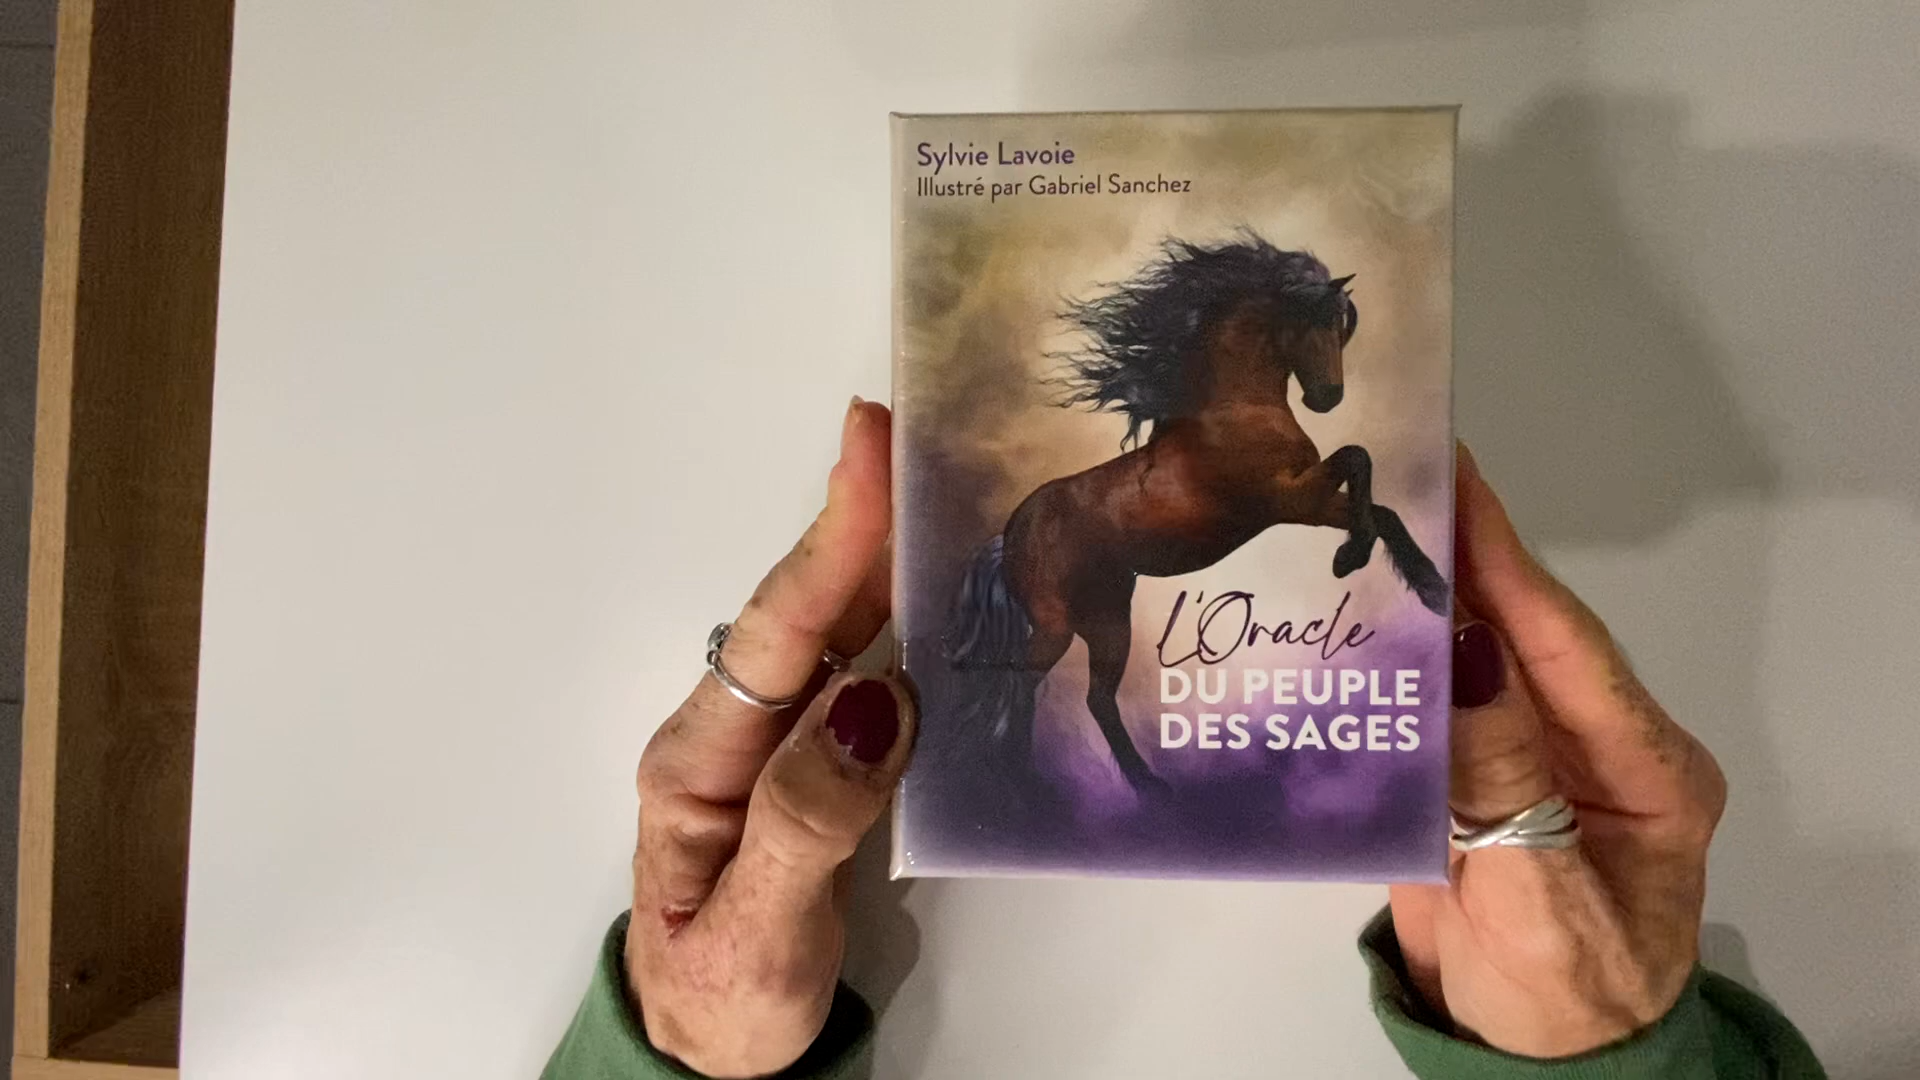 Sylvie Lavoie
Illustré par Gabriel Sanchez
L'Oracle
DU PEUPLE
DES SAGES